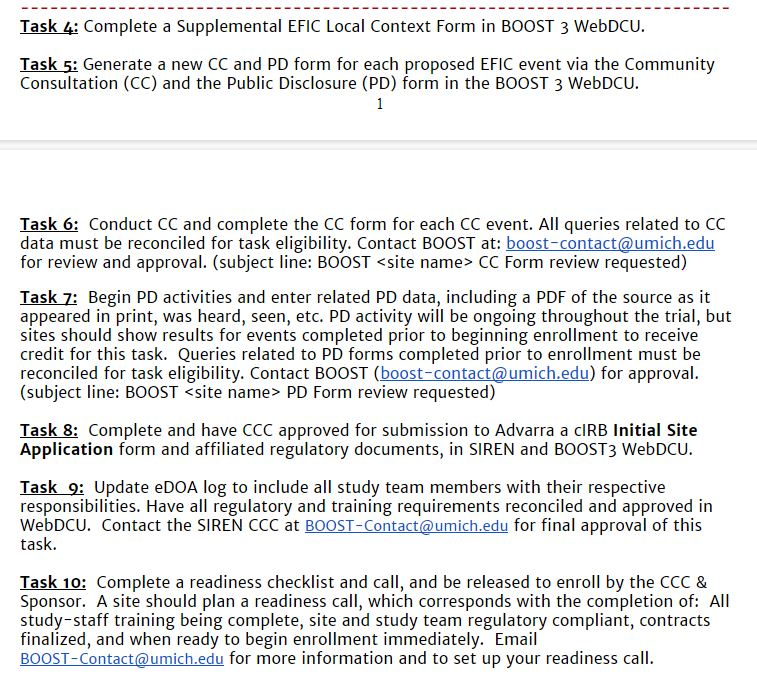 Task 4: Complete a Supplemental EFIC Local Context Form in BOOST 3 WebDCU.
Task 5: Generate a new CC and PD form for each proposed EFIC event via the Community
Consultation (CC) and the Public Disclosure (PD) form in the BOOST 3 WebDCU.
1
Task 6: Conduct CC and complete the CC form for each CC event. All queries related to CC
data must be reconciled for task eligibility. Contact BOOST at: boost-contact@umich.edu
for review and approval. (subject line: BOOST <site name> CC Form review requested)
Task 7: Begin PD activities and enter related PD data, including a PDF of the source as it
appeared in print, was heard, seen, etc. PD activity will be ongoing throughout the trial, but
sites should show results for events completed prior to beginning enrollment to receive
credit for this task. Queries related to PD forms completed prior to enrollment must be
reconciled for task eligibility. Contact BOOST (boost-contact@umich.edu) for approval.
(subject line: BOOST <site name> PD Form review requested)
Task 8: Complete and have CCC approved for submission to Advarra a cIRB Initial Site
Application form and affiliated regulatory documents, in SIREN and BOOST3 WebDCU.
Task 9: Update eDOA log to include all study team members with their respective
responsibilities. Have all regulatory and training requirements reconciled and approved in
WebDCU. Contact the SIREN CCC at BOOST-Contact@umich.edu for final approval of this
task.
Task 10: Complete a readiness checklist and call, and be released to enroll by the CCC &
Sponsor. A site should plan a readiness call, which corresponds with the completion of: All
study-staff training being complete, site and study team regulatory compliant, contracts
finalized, and when ready to begin enrollment immediately. Email
BOOST-Contact@umich.edu for more information and to set up your readiness call.